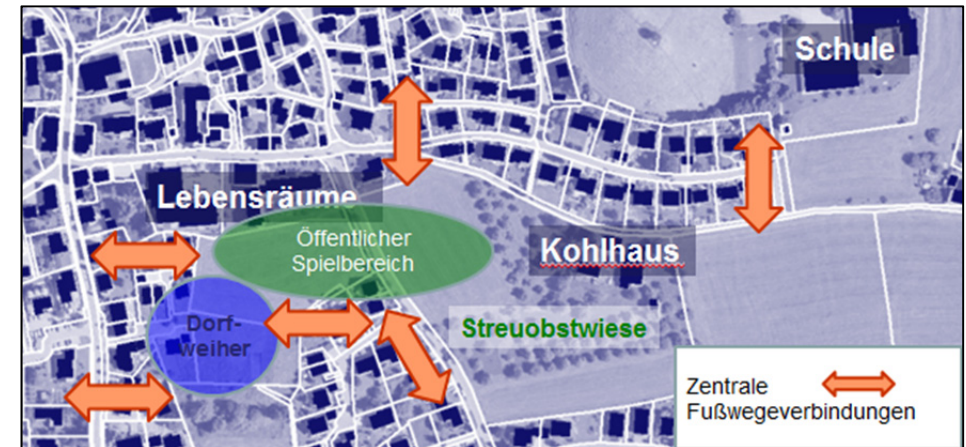 Schule
Lebensräume
Öffentlicher
Spielbereich
Kohlhaus
Dorf-
weiher
Streuobstwiese
Zentrale
Fußwegeverbindungen